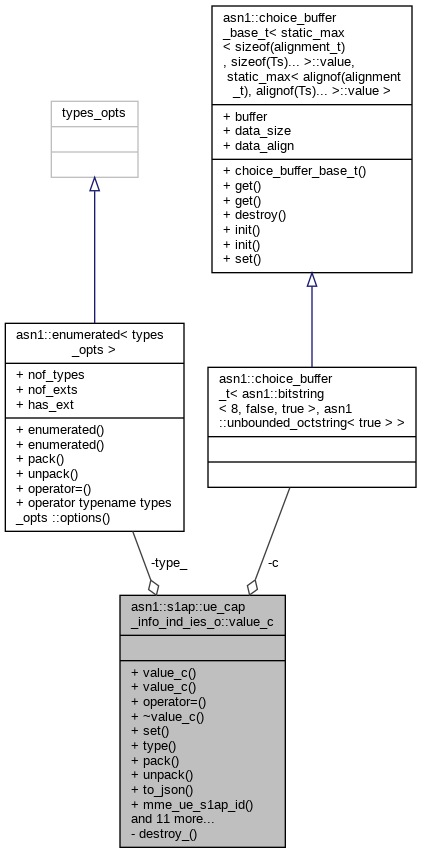 asn1::choice_buffer
_base_t< static_max
< sizeof(alignment_t)
, sizeof(Ts)... >::value,
static_max< alignof(alignment
_t), alignof(Ts)... >::value >
+ buffer
+ data_size
+ data_align
+ choice_buffer_base_t()
+ get()
+ get()
+ destroy()
+ init()
+ init()
+ set()
types_opts
asn1::enumerated< types
_opts >
+ nof_types
+ nof_exts
+ has_ext
+ enumerated()
+ enumerated()
+ pack()
+ unpack()
+ operator=()
+ operator typename types
_opts ::options()
asn1::choice_buffer
_t< asn1::bitstring
< 8, false, true >, asn1
::unbounded_octstring< true > >
-type_
-c
asn1::s1ap::ue_cap
_info_ind_ies_o::value_c
+ value_c()
+ value_c()
+ operator=()
+ ~value_c()
+ set()
+ type()
+ pack()
+ unpack()
+ to_json()
+ mme_ue_s1ap_id()
and 11 more...
- destroy_()